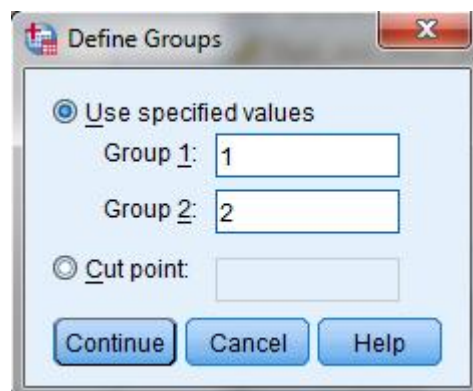 Define Groups
Use specified values
Group 1: 1
Group 2: 2
Cut point:
Continue Cancel Help